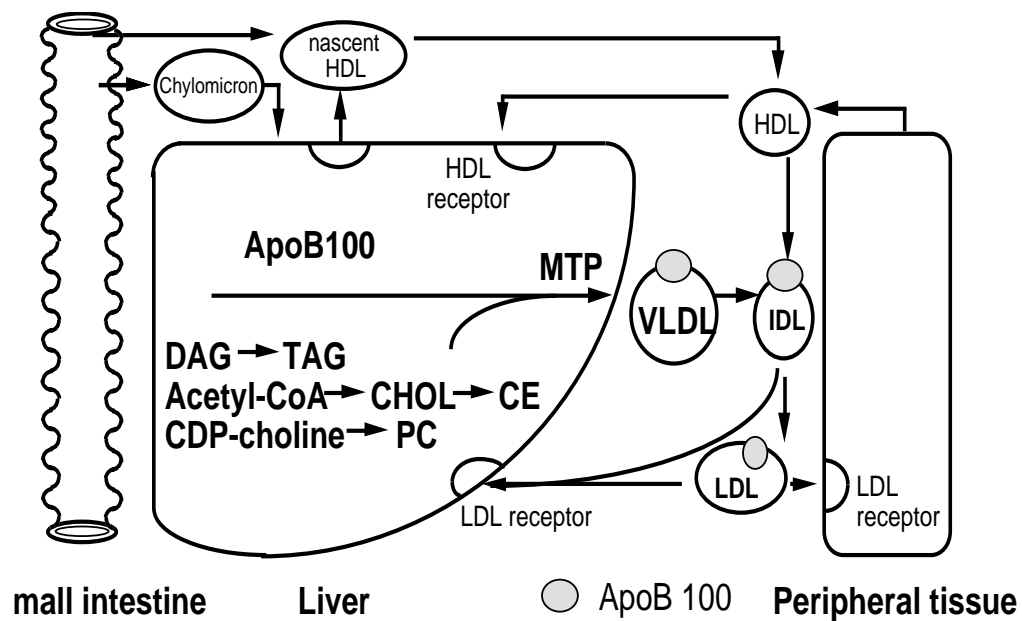 nascent
HDL
Chylomicron
HDL
HDL
receptor
ApoB100
MTP
VLDL
IDL
DAG TAG
Acetyl-CoA CHOL CE
CDP-choline PC
LDL
LDL
receptor
LDL receptor
mall intestine Liver ApoB 100 Peripheral tissue